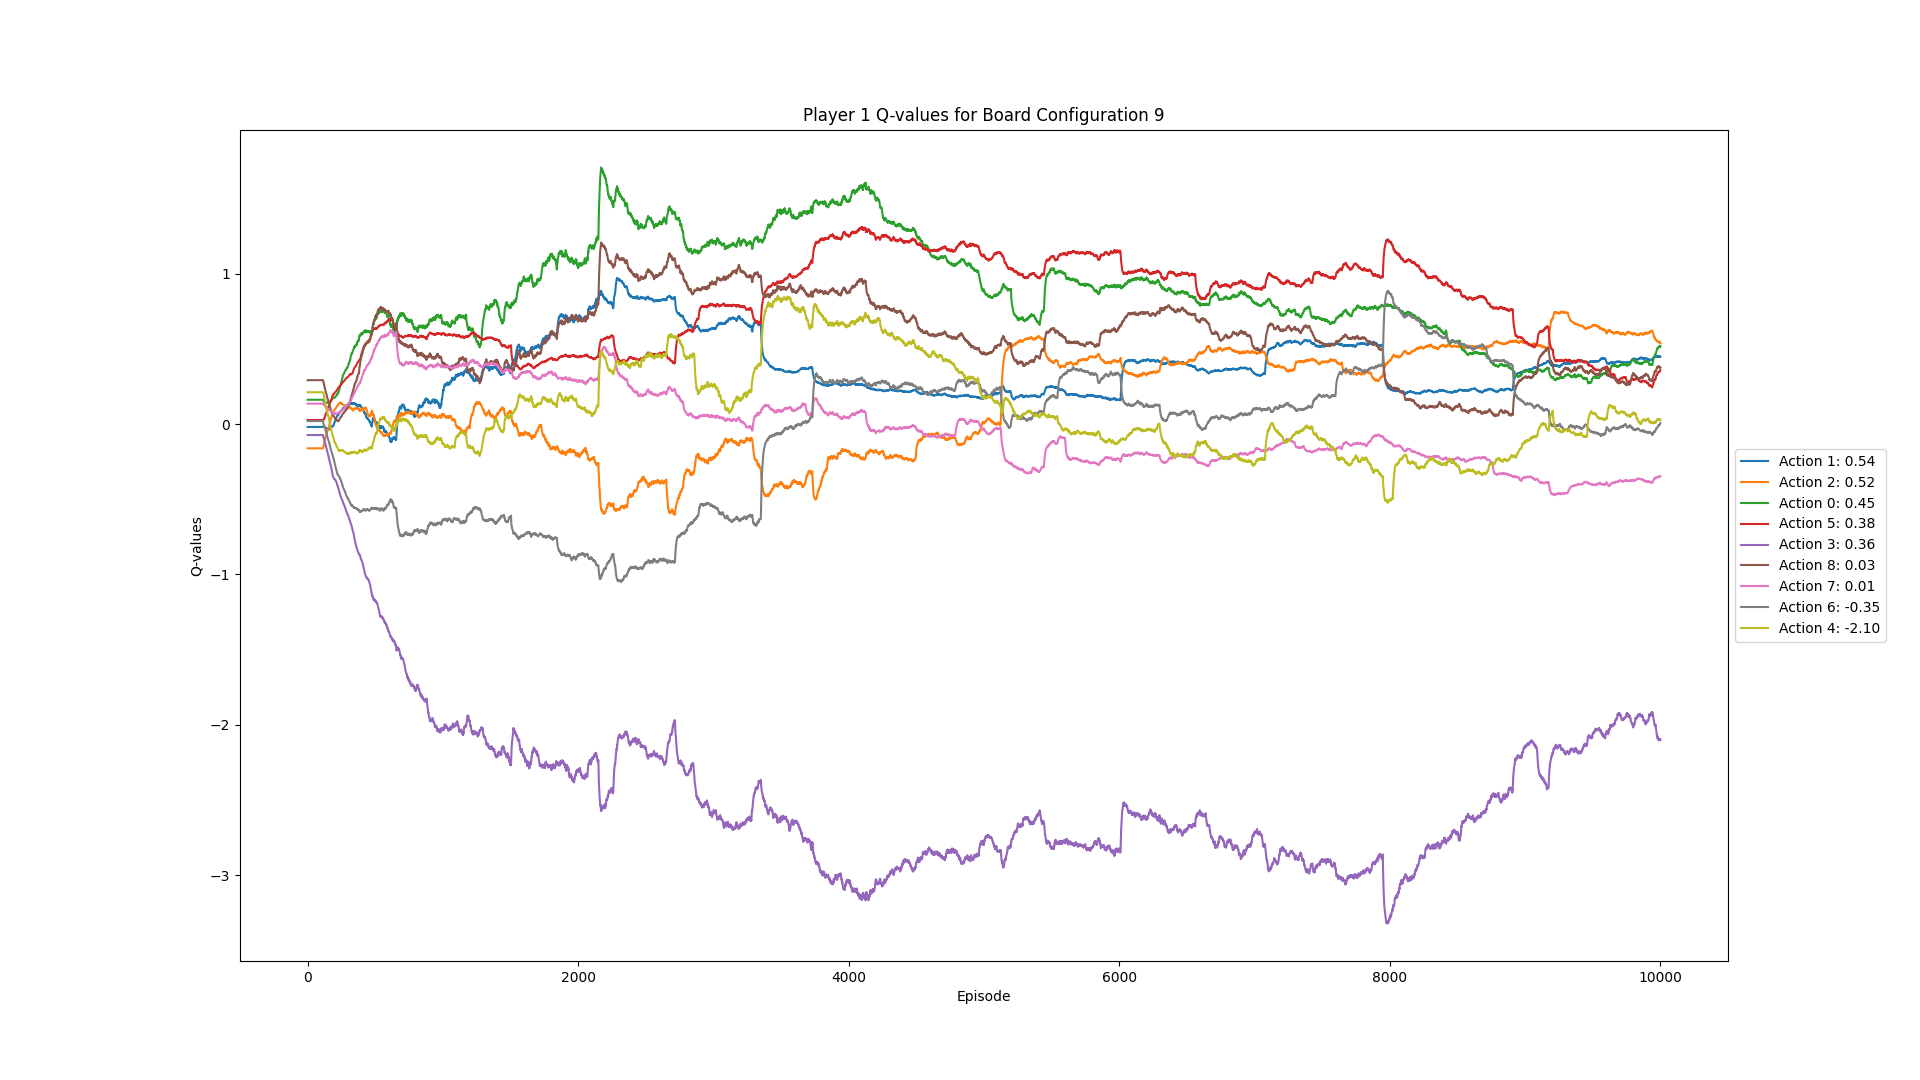 Player 1 Q-values for Board Configuration 9
1
0
−1
−2
−3
Q-values
0 2000 4000 6000 8000 10000
Episode
Action 1: 0.54
Action 2: 0.52
Action 0: 0.45
Action 5: 0.38
Action 3: 0.36
Action 8: 0.03
Action 7: 0.01
Action 6: -0.35
Action 4: -2.10